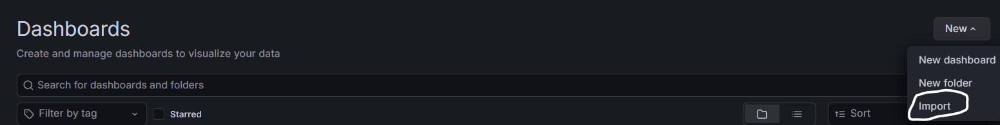 Dashboards
New
Create and manage dashboards to visualize your data
New dashboard
Search for dashboards and folders
New folder
Import
Filter by tag
Starred
Sort